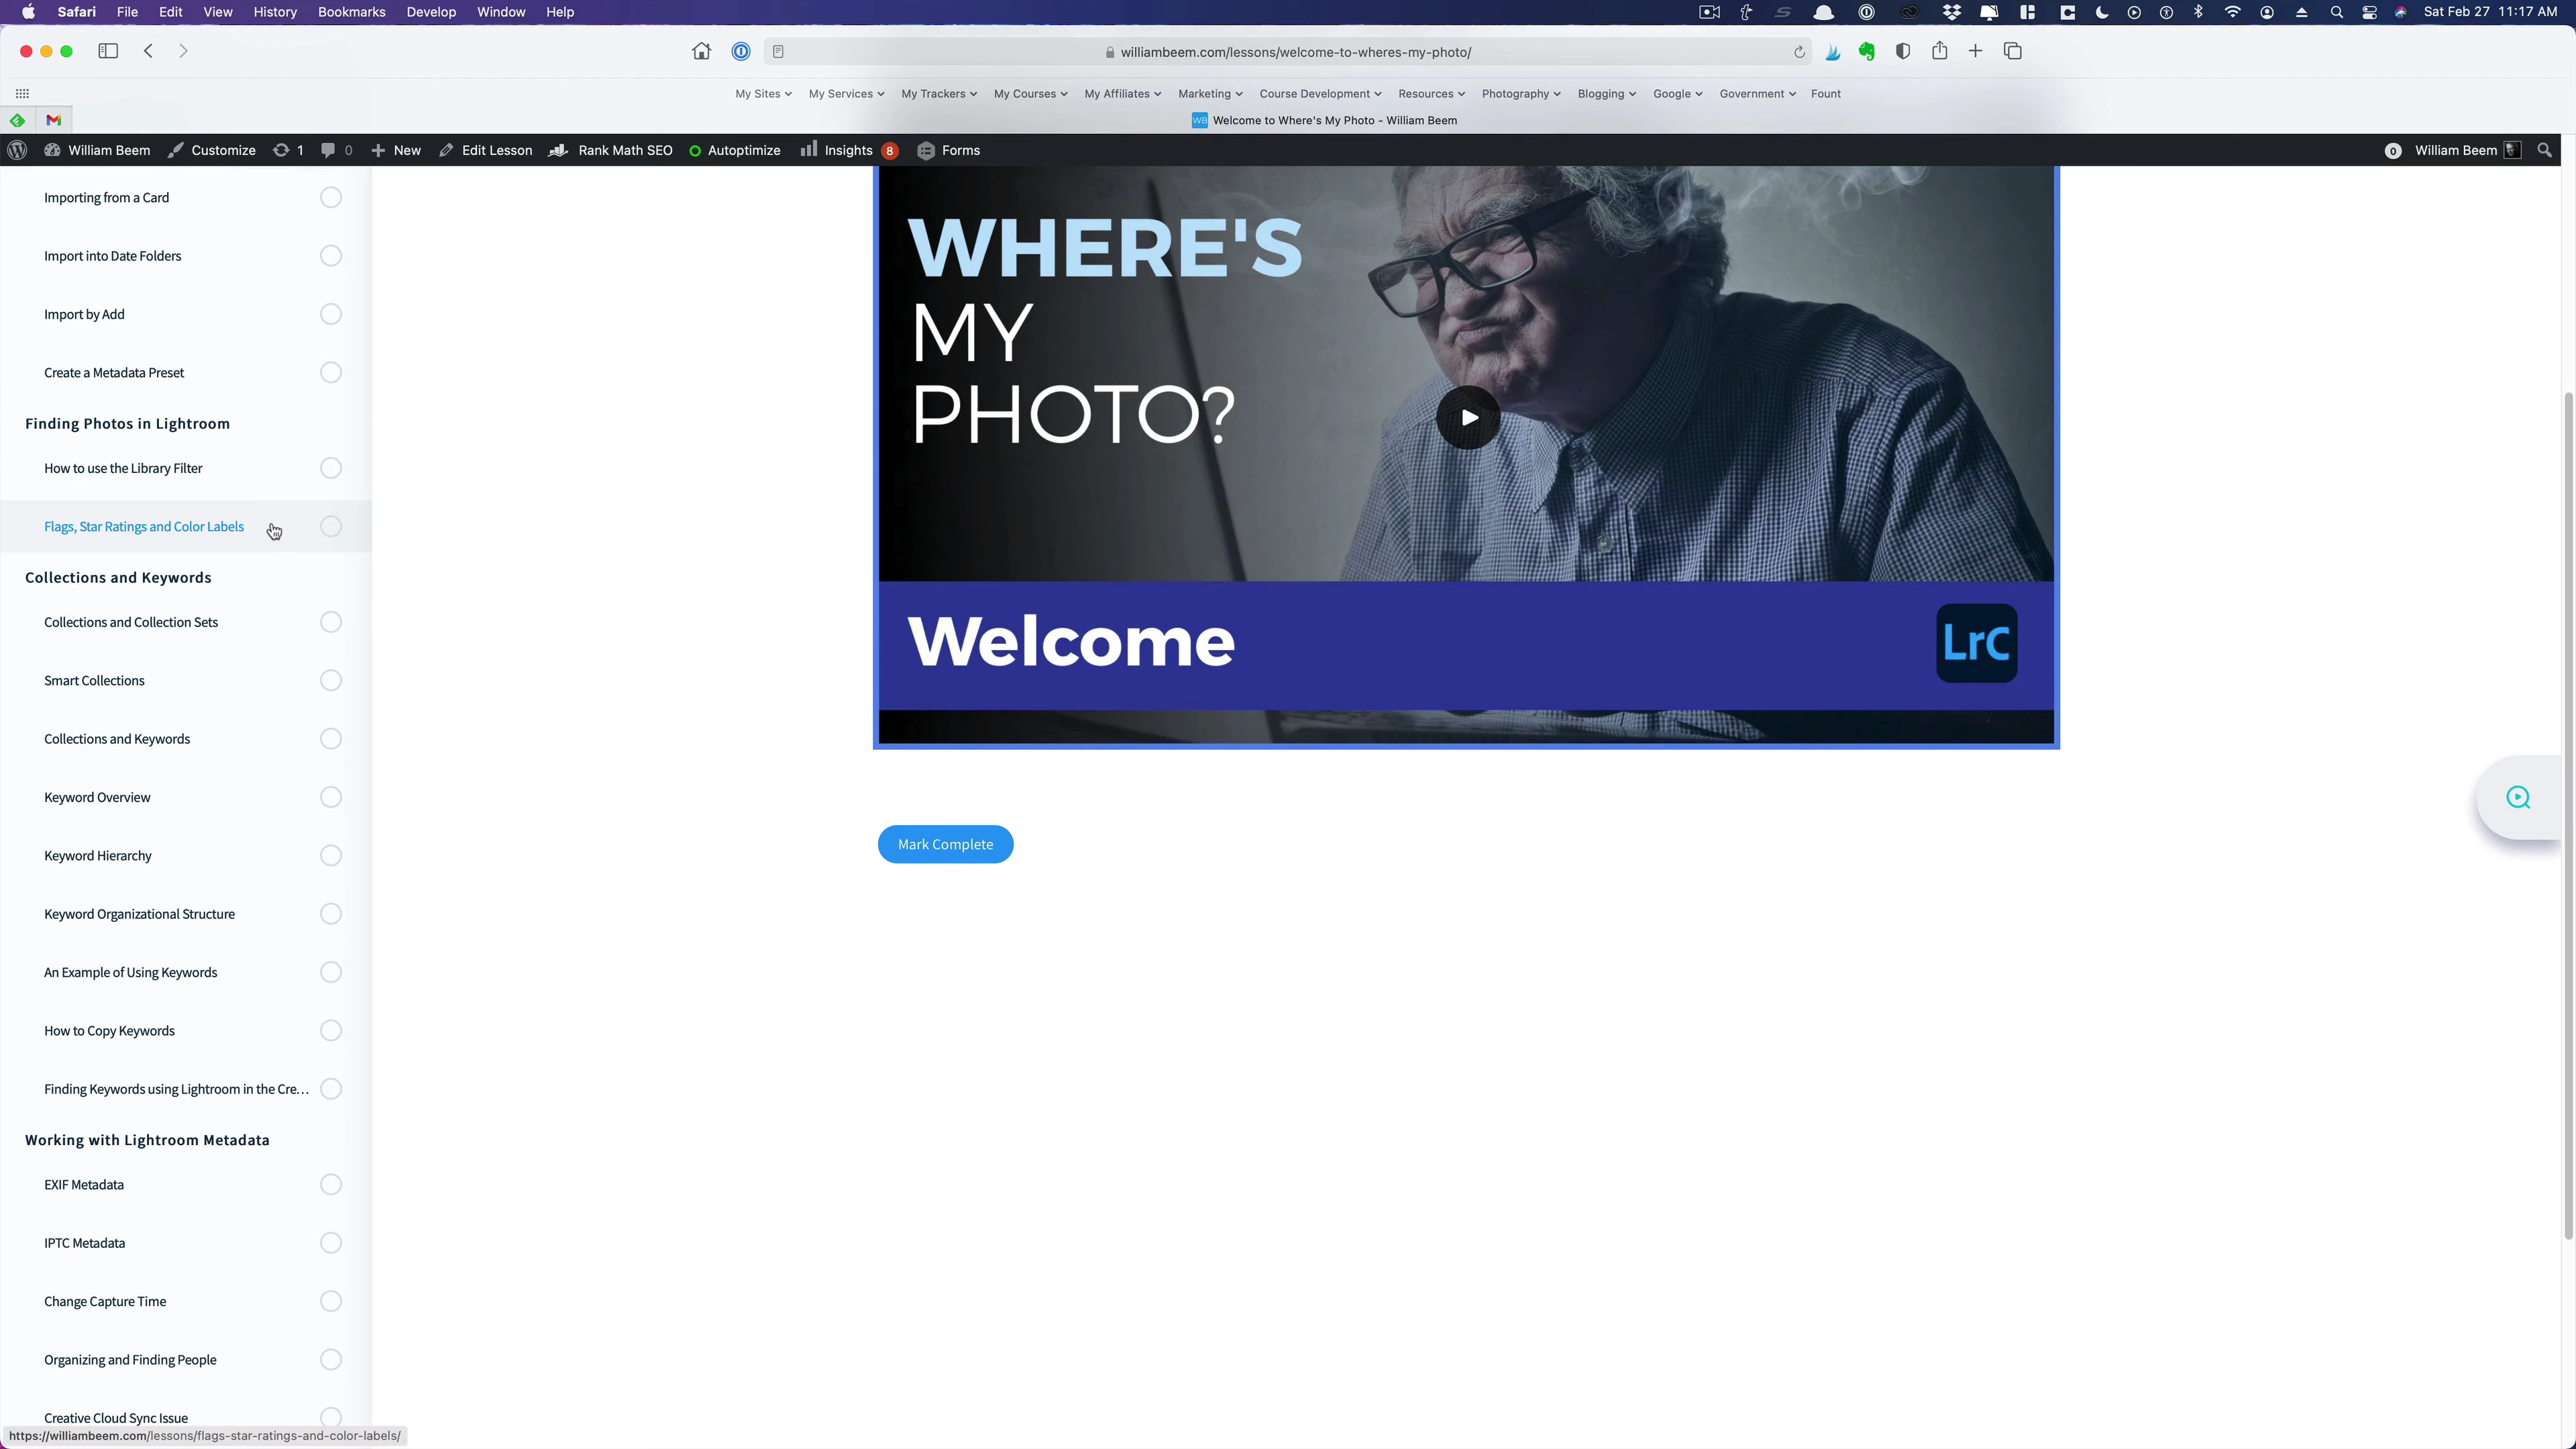 Safari File Edit View History Bookmarks Develop Window Help
Sat Feb 27 11:17 AM
williambeem.com/lessons/welcome-to-wheres-my-photo/
My Sites My Services My Trackers My Courses My Affiliates Marketing Course Development Resources Photography Blogging Google Government Fount
WB Welcome to Where's My Photo - William Beem
William Beem Customize 1 0 New Edit Lesson Rank Math SEO Autoptimize Insights 8 Forms
0 William Beem
Importing from a Card
Import into Date Folders
Import by Add
Create a Metadata Preset
Finding Photos in Lightroom
How to use the Library Filter
Flags, Star Ratings and Color Labels
Collections and Keywords
Collections and Collection Sets
Smart Collections
Collections and Keywords
Keyword Overview
Keyword Hierarchy
Keyword Organizational Structure
An Example of Using Keywords
How to Copy Keywords
Finding Keywords using Lightroom in the Cre...
Working with Lightroom Metadata
EXIF Metadata
IPTC Metadata
Change Capture Time
Organizing and Finding People
Creative Cloud Sync Issue
https://williambeem.com/lessons/flags-star-ratings-and-color-labels/
WHERE'S
MY
PHOTO?
Welcome
LrC
Mark Complete